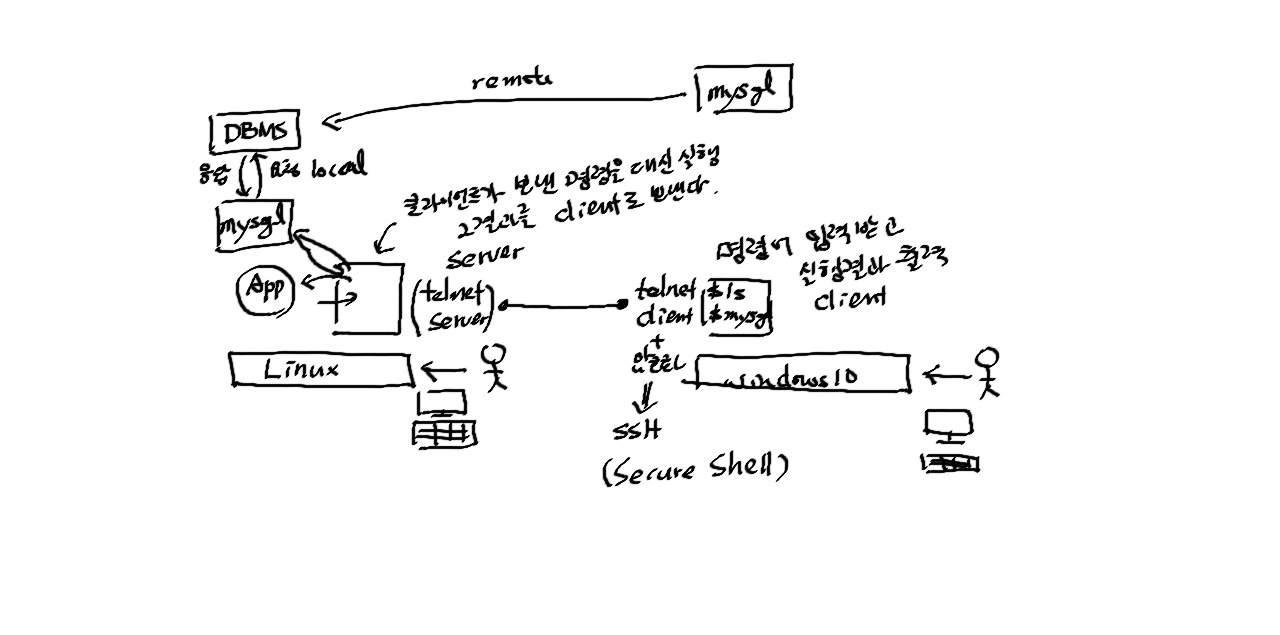 remote
mysql
DBMS
응답
요청 local
클라이언트가 보낸 명령을 대신 실행
그 결과를 client로 보낸다.
server
mysql
App
(telnet
server)
telnet
client
$ls
$mysql
명령어 입력 받고
실행결과 출력
client
+
암호화
Linux
windows10
SSH
(Secure Shell)